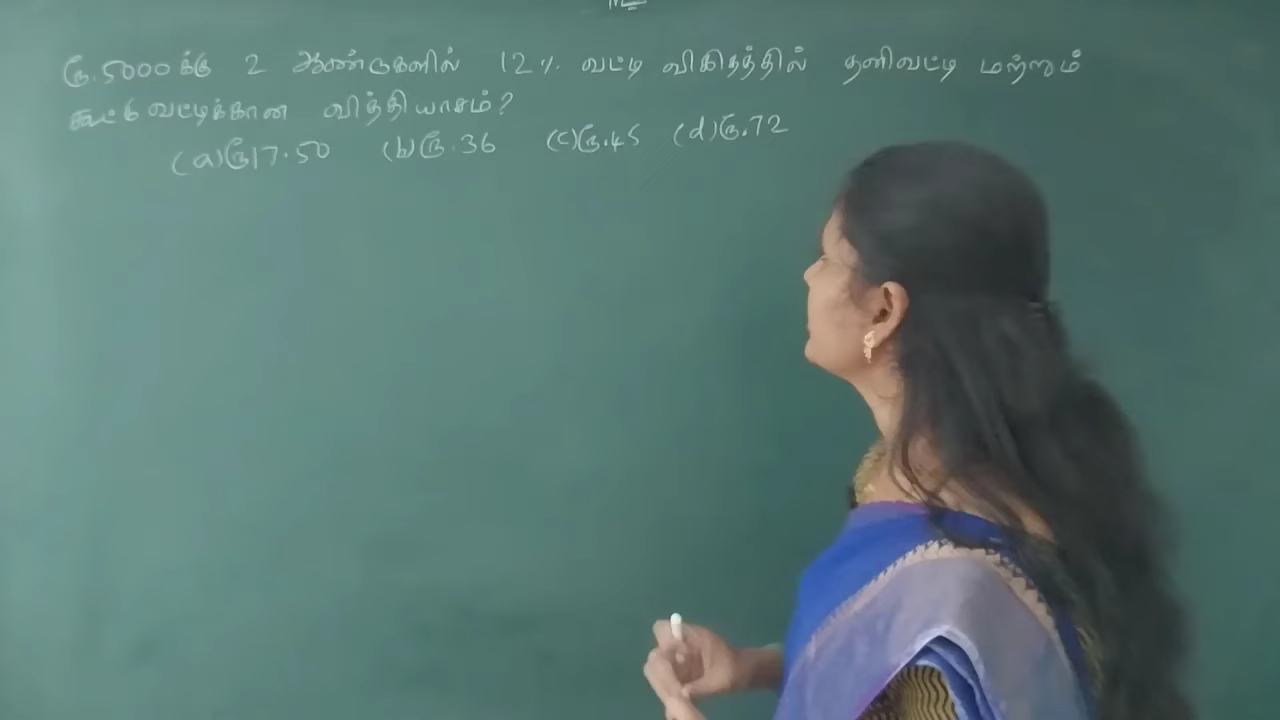 ரூ.5000க்கு 2 ஆண்டுகளில் 12% வட்டி விகிதத்தில் தனிவட்டி மற்றும்
கூட்டு வட்டிக்கான வித்தியாசம்?
(a)ரூ17.50 (b)ரூ.36 (c)ரூ.45 (d)ரூ.72